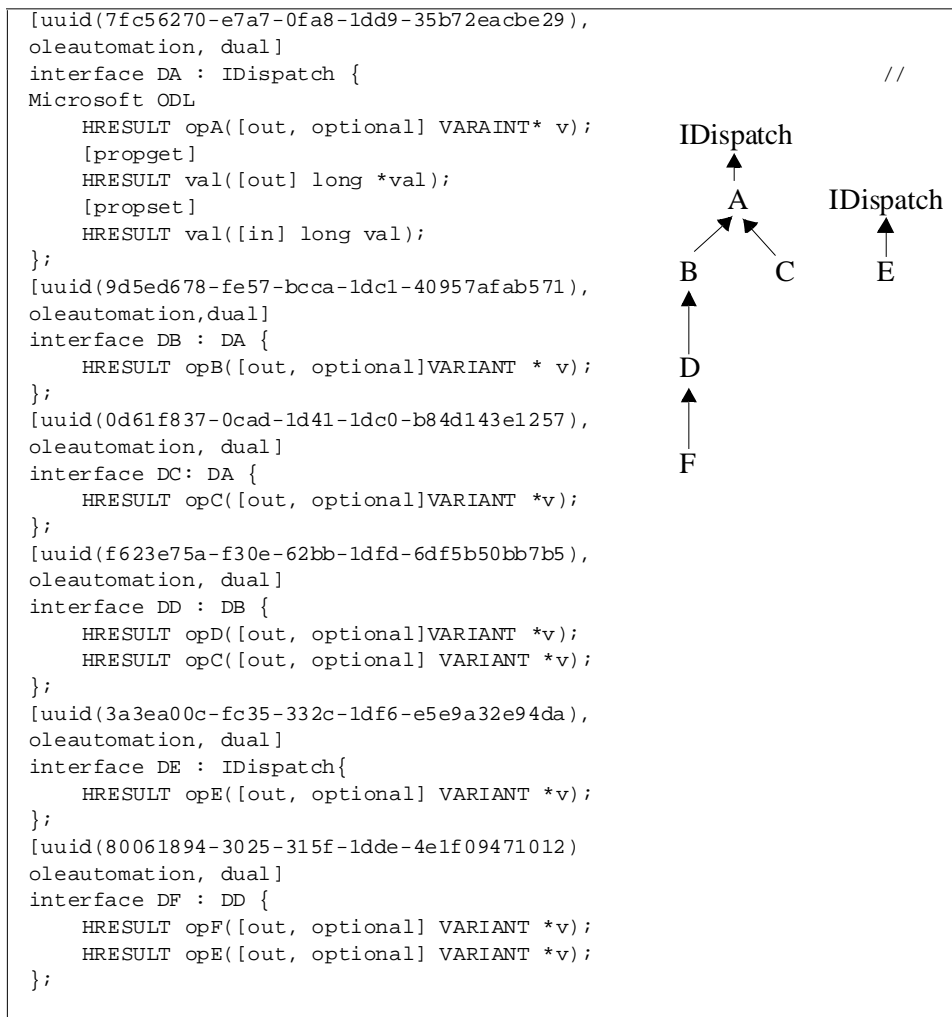 [uuid(7fc56270-e7a7-0fa8-1dd9-35b72eacbe29),
oleautomation, dual]
interface DA : IDispatch { //
Microsoft ODL
HRESULT opA([out, optional] VARAINT* v);
[propget]
HRESULT val([out] long *val);
[propset]
HRESULT val([in] long val);
};
[uuid(9d5ed678-fe57-bcca-1dc1-40957afab571),
oleautomation,dual]
interface DB : DA {
HRESULT opB([out, optional]VARIANT * v);
};
[uuid(0d61f837-0cad-1d41-1dc0-b84d143e1257),
oleautomation, dual]
interface DC: DA {
HRESULT opC([out, optional]VARIANT *v);
};
[uuid(f623e75a-f30e-62bb-1dfd-6df5b50bb7b5),
oleautomation, dual]
interface DD : DB {
HRESULT opD([out, optional]VARIANT *v);
HRESULT opC([out, optional] VARIANT *v);
};
[uuid(3a3ea00c-fc35-332c-1df6-e5e9a32e94da),
oleautomation, dual]
interface DE : IDispatch{
HRESULT opE([out, optional] VARIANT *v);
};
[uuid(80061894-3025-315f-1dde-4e1f09471012)
oleautomation, dual]
interface DF : DD {
HRESULT opF([out, optional] VARIANT *v);
HRESULT opE([out, optional] VARIANT *v);
};
IDispatch
A IDispatch
B C E
D
F